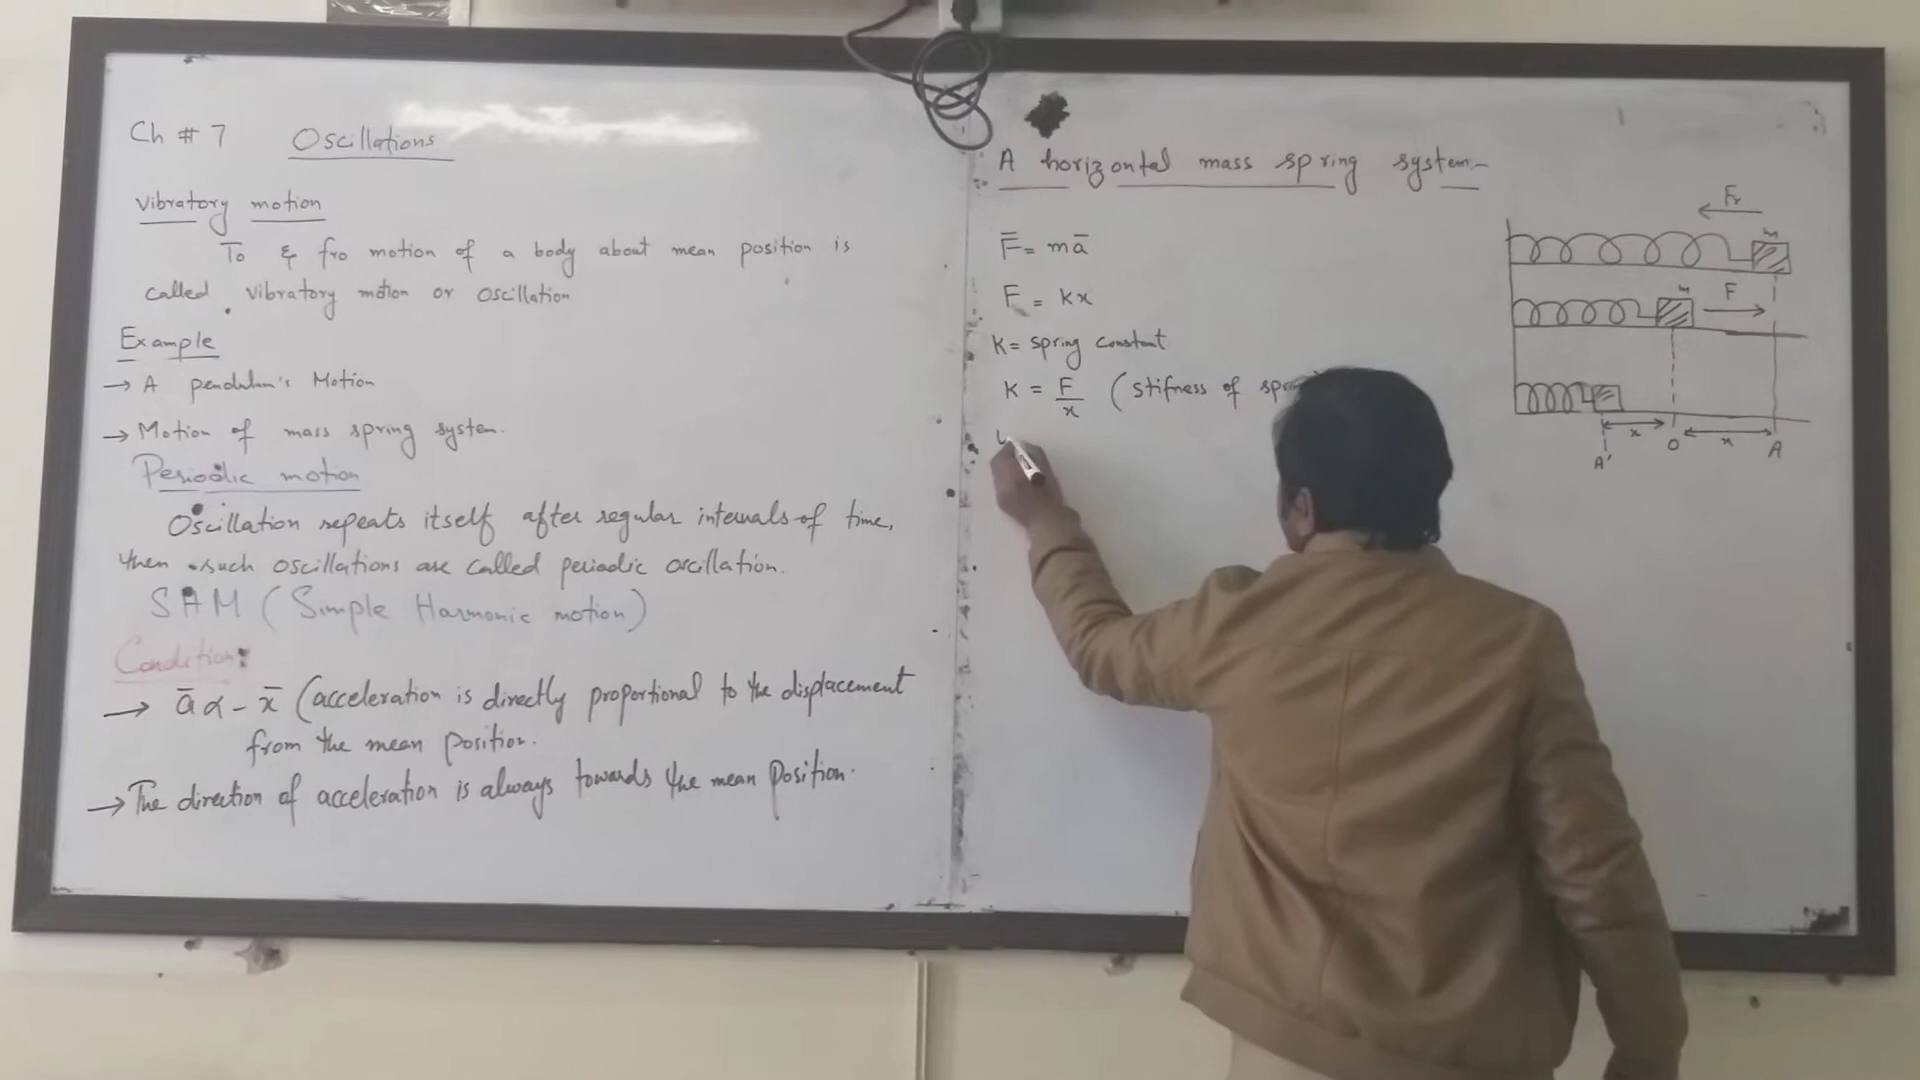 Ch # 7 Oscillations
Vibratory motion
To & fro motion of a body about mean position is
called vibratory motion or oscillation
Example
→ A pendulum's Motion
→ Motion of mass spring system.
Periodic motion
Oscillation repeats itself after regular intervals of time,
then such oscillations are called periodic oscillation.
SHM (Simple Harmonic motion)
Condition:
→ a̅ α - x̅ (acceleration is directly proportional to the displacement
from the mean position.
→ The direction of acceleration is always towards the mean Position.
A horizontal mass spring system
F̅ = ma̅
F = kx
K = spring constant
K = F/x (stifness of
Fr
m
m
F
x
x
A'
O
A